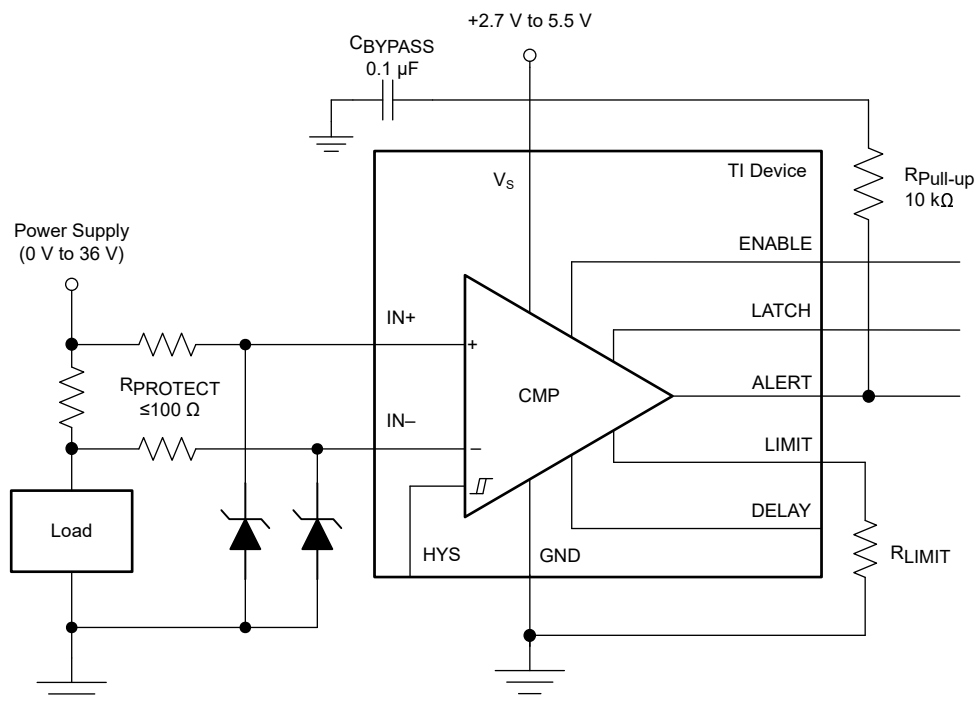 +2.7 V to 5.5 V
CBYPASS
0.1 µF
VS
TI Device
RPull-up
10 kΩ
Power Supply
(0 V to 36 V)
ENABLE
IN+
LATCH
+
RPROTECT
≤100 Ω
CMP
ALERT
IN–
–
LIMIT
Load
DELAY
HYS
GND
RLIMIT